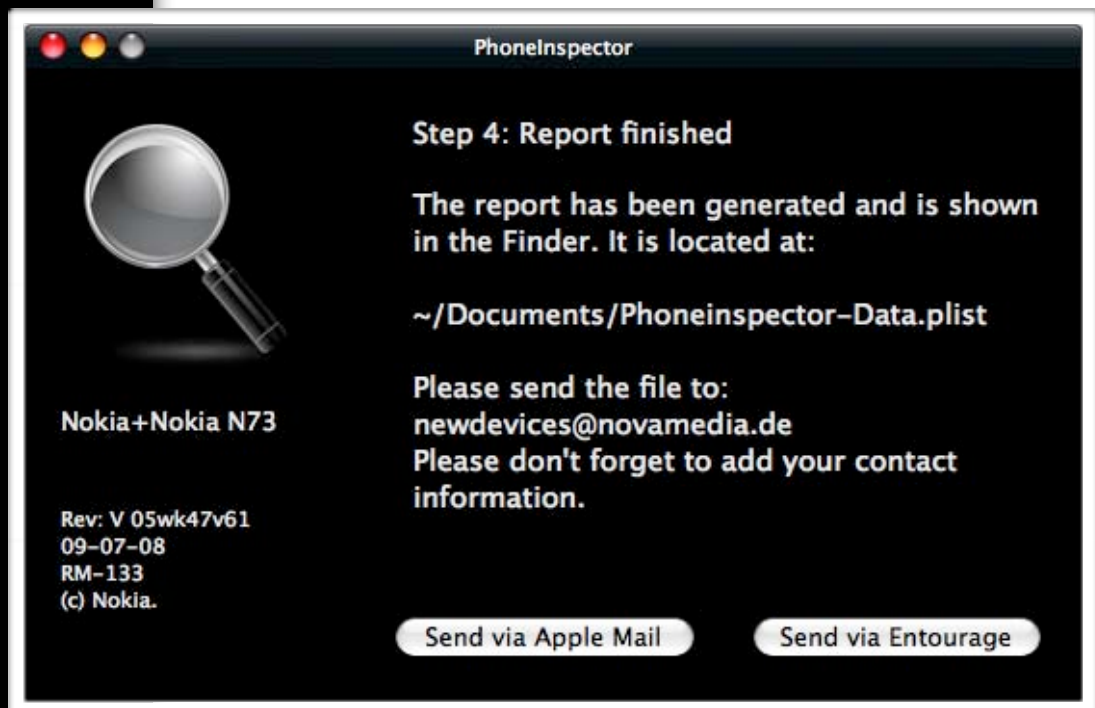 PhoneInspector
Step 4: Report finished
The report has been generated and is shown
in the Finder. It is located at:
~/Documents/Phoneinspector-Data.plist
Please send the file to:
newdevices@novamedia.de
Please don't forget to add your contact
information.
Nokia+Nokia N73
Rev: V 05wk47v61
09-07-08
RM-133
(c) Nokia.
Send via Apple Mail
Send via Entourage